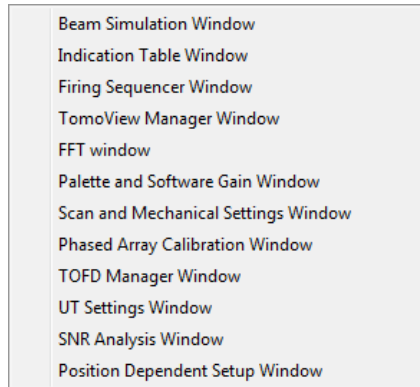 Beam Simulation Window
Indication Table Window
Firing Sequencer Window
TomoView Manager Window
FFT window
Palette and Software Gain Window
Scan and Mechanical Settings Window
Phased Array Calibration Window
TOFD Manager Window
UT Settings Window
SNR Analysis Window
Position Dependent Setup Window